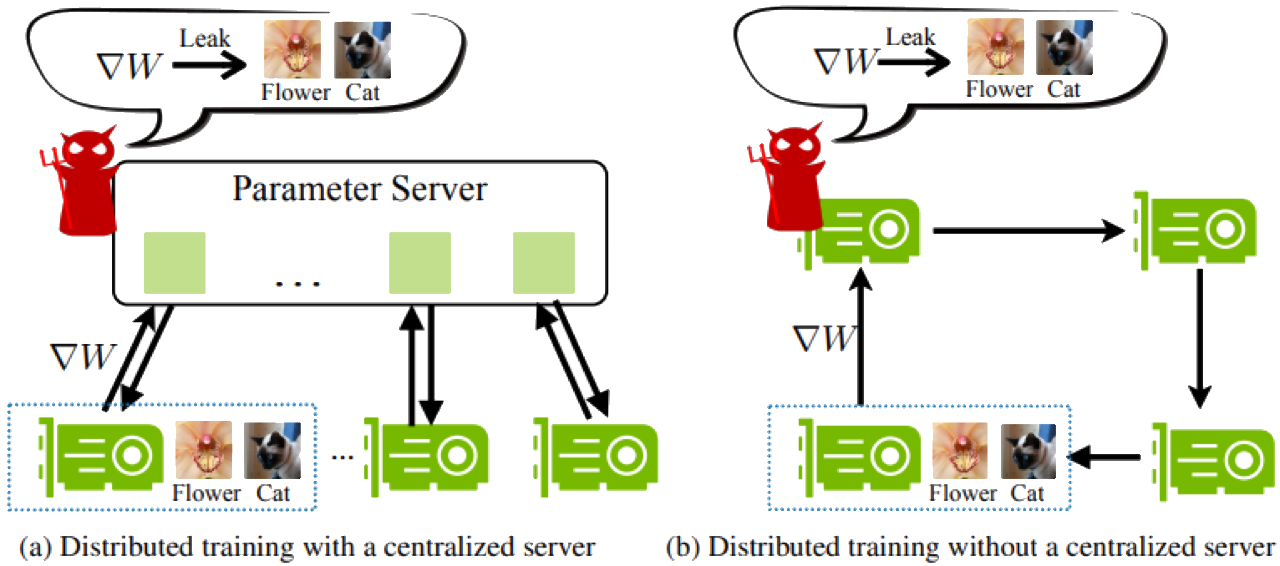 Leak
∇W
Flower Cat
Parameter Server
...
∇W
...
Flower Cat
(a) Distributed training with a centralized server
Leak
∇W
Flower Cat
∇W
Flower Cat
(b) Distributed training without a centralized server